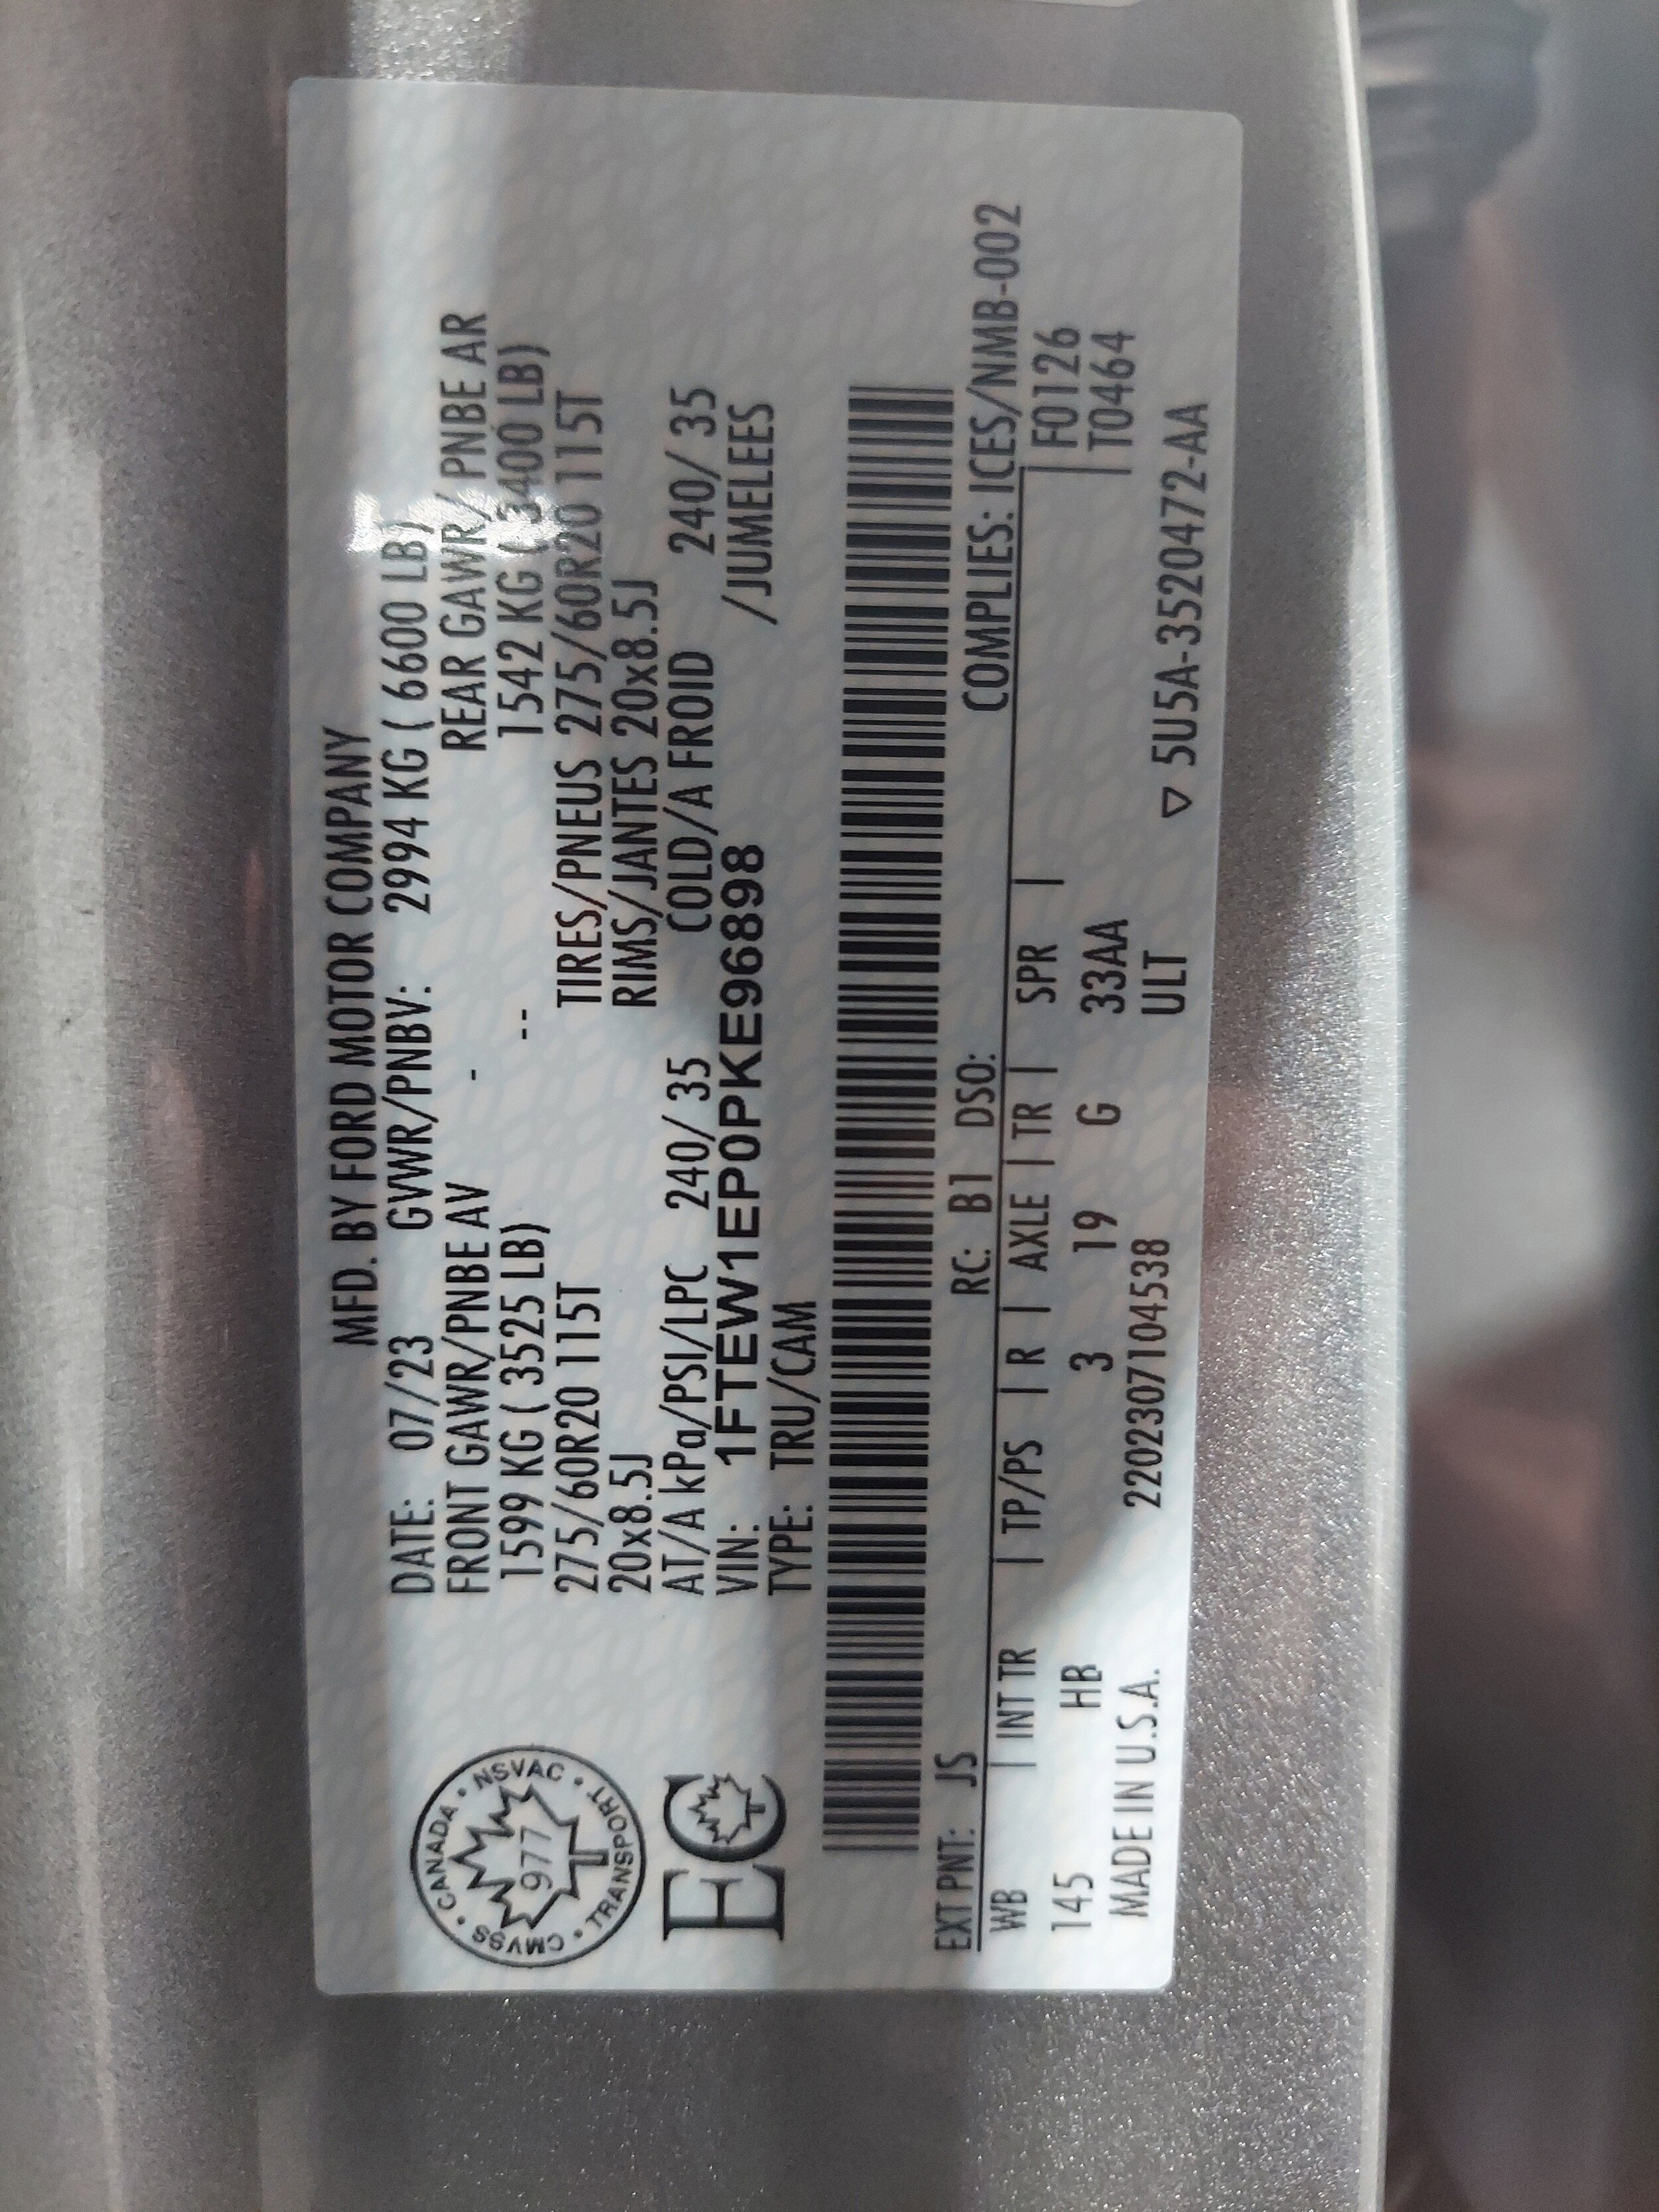 MFD. BY FORD MOTOR COMPANY
DATE: 07/23 GVWR/PNBV: 2994 KG ( 6600 LB)
FRONT GAWR/PNBE AV - REAR GAWR/ PNBE AR
1599 KG ( 3525 LB) -- 1542 KG ( 3400 LB)
275/60R20 115T TIRES/PNEUS 275/60R20 115T
20x8.5J RIMS/JANTES 20x8.5J
AT/A kPa/PSI/LPC 240/ 35 COLD/A FROID 240/ 35
VIN: 1FTEW1EP0PKE96898 /JUMELEES
TYPE: TRU/CAM
CANADA • NSVAC • TRANSPORT • CMVSS •
977
EC
EXT PNT: JS RC: B1 DSO: COMPLIES: ICES/NMB-002
WB | INT TR | TP/PS | R | AXLE | TR | SPR | | F0126
145 HB 3 19 G 33AA | T0464
MADE IN U.S.A. 220230710453B ULT ▽ 5U5A-3520472-AA